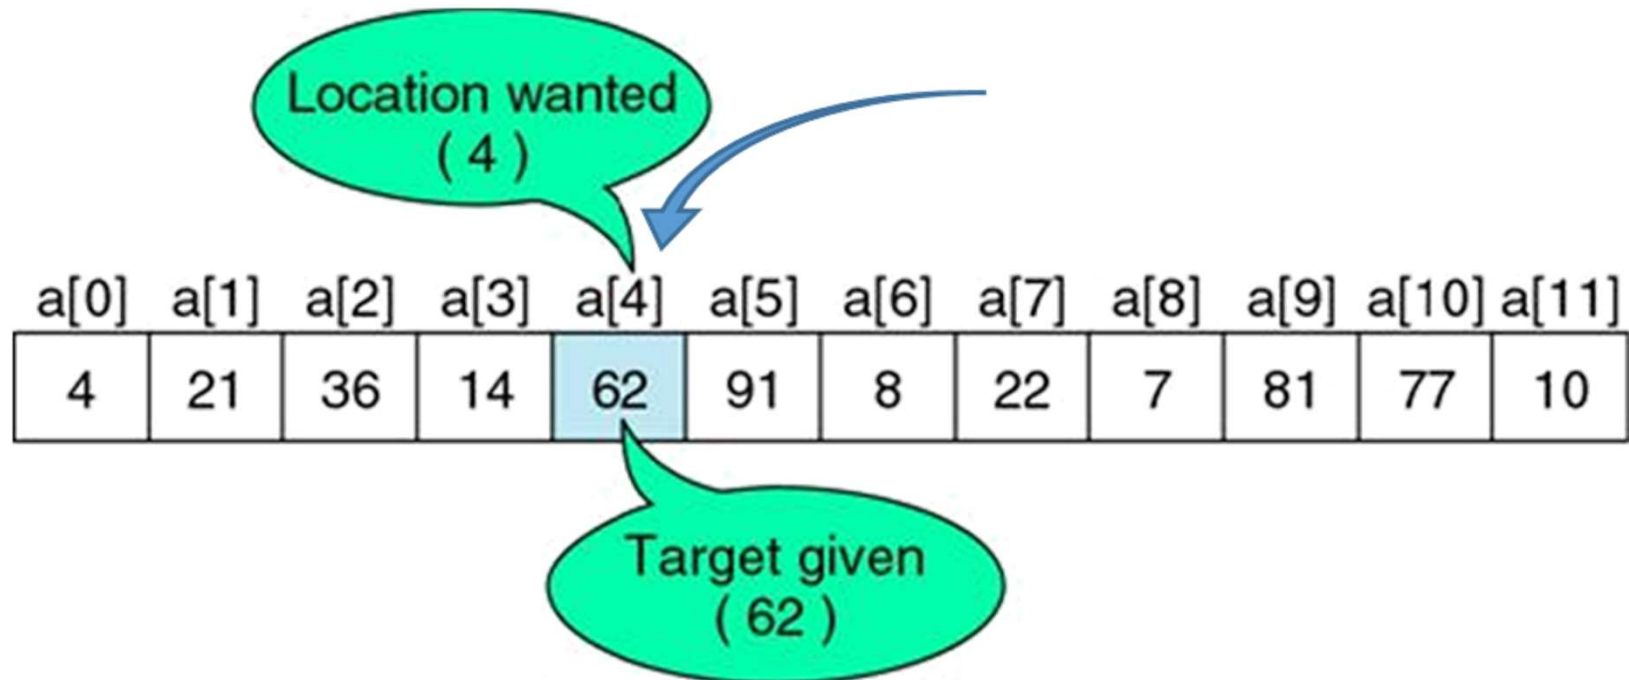 Location wanted
( 4 )
a[0] a[1] a[2] a[3] a[4] a[5] a[6] a[7] a[8] a[9] a[10] a[11]
4 21 36 14 62 91 8 22 7 81 77 10
Target given
( 62 )